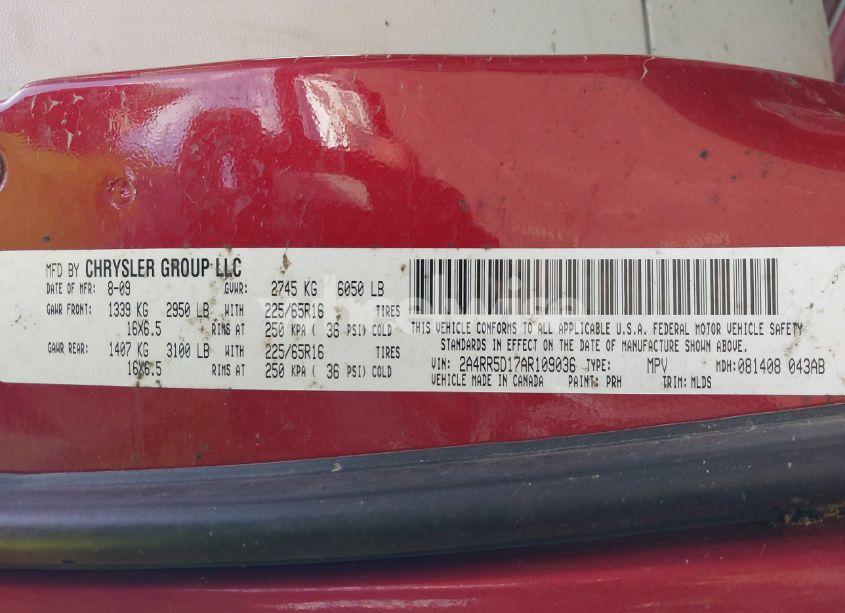 MFD BY CHRYSLER GROUP LLC
DATE OF MFR: 8-09 GVWR: 2745 KG 6050 LB
GAWR FRONT: 1339 KG 2950 LB WITH 225/65R16 TIRES
16X6.5 RIMS AT 250 KPA ( 36 PSI) COLD
GAWR REAR: 1407 KG 3100 LB WITH 225/65R16 TIRES
16X6.5 RIMS AT 250 KPA ( 36 PSI) COLD
THIS VEHICLE CONFORMS TO ALL APPLICABLE U.S.A. FEDERAL MOTOR VEHICLE SAFETY
STANDARDS IN EFFECT ON THE DATE OF MANUFACTURE SHOWN ABOVE.
VIN: 2A4RR5D17AR109036 TYPE: MPV MDH: 081408 043AB
VEHICLE MADE IN CANADA PAINT: PRH TRIM: MLDS